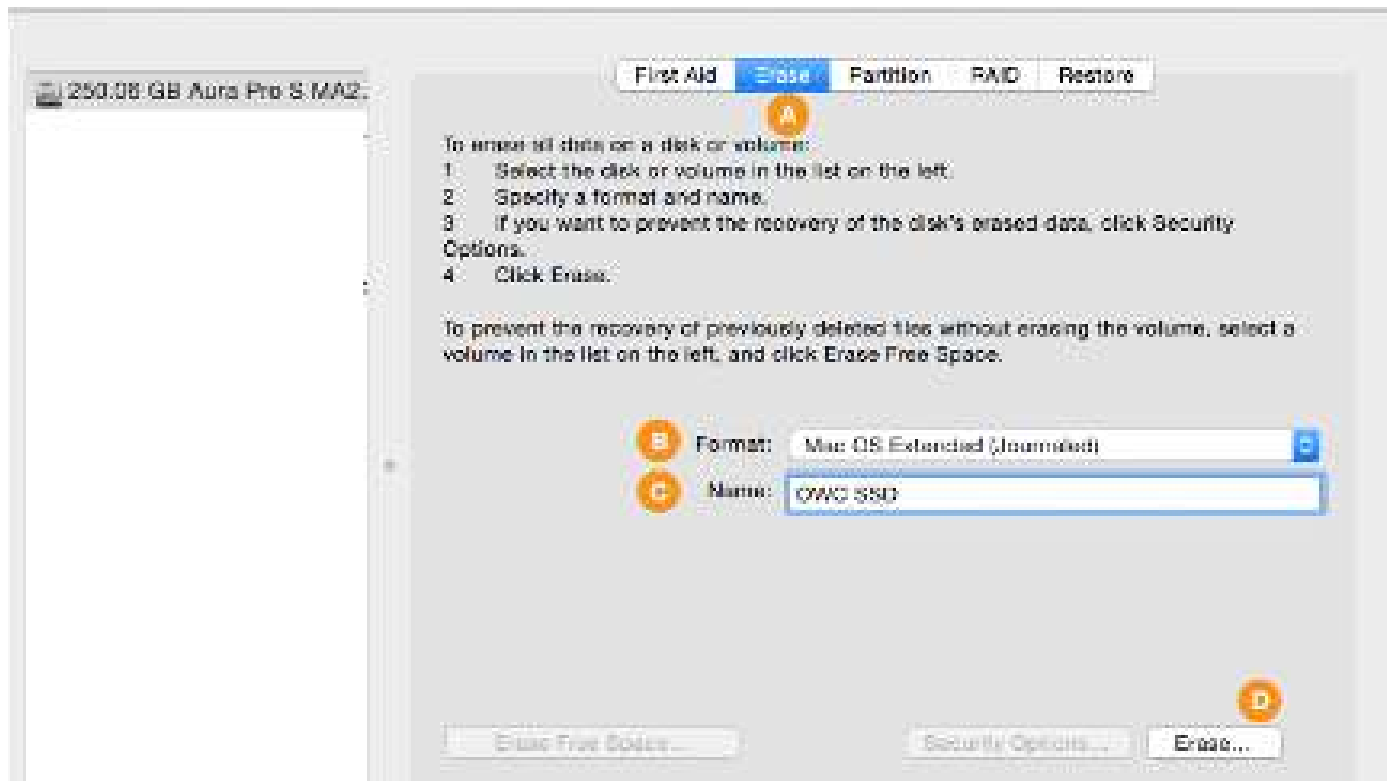 First Aid Erase Partition RAID Restore
250.06 GB Aura Pro S MA2.
A
To erase all data on a disk or volume:
1 Select the disk or volume in the list on the left.
2 Specify a format and name.
3 If you want to prevent the recovery of the disk's erased data, click Security
Options.
4 Click Erase.
To prevent the recovery of previously deleted files without erasing the volume, select a
volume in the list on the left, and click Erase Free Space.
B Format: Mac OS Extended (Journaled)
C Name: OWC SSD
D
Erase Free Space... Security Options... Erase...